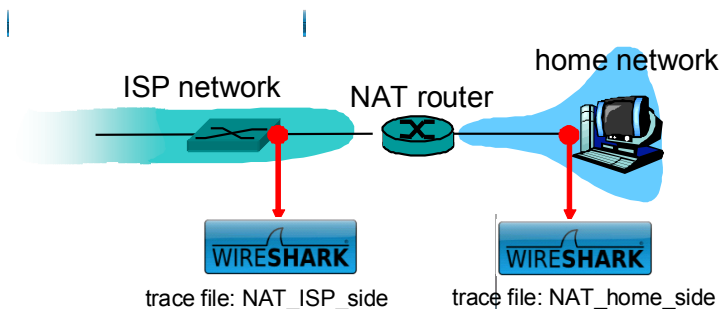 home network
ISP network
NAT router
WIRESHARK
WIRESHARK
trace file: NAT_ISP_side
trace file: NAT_home_side